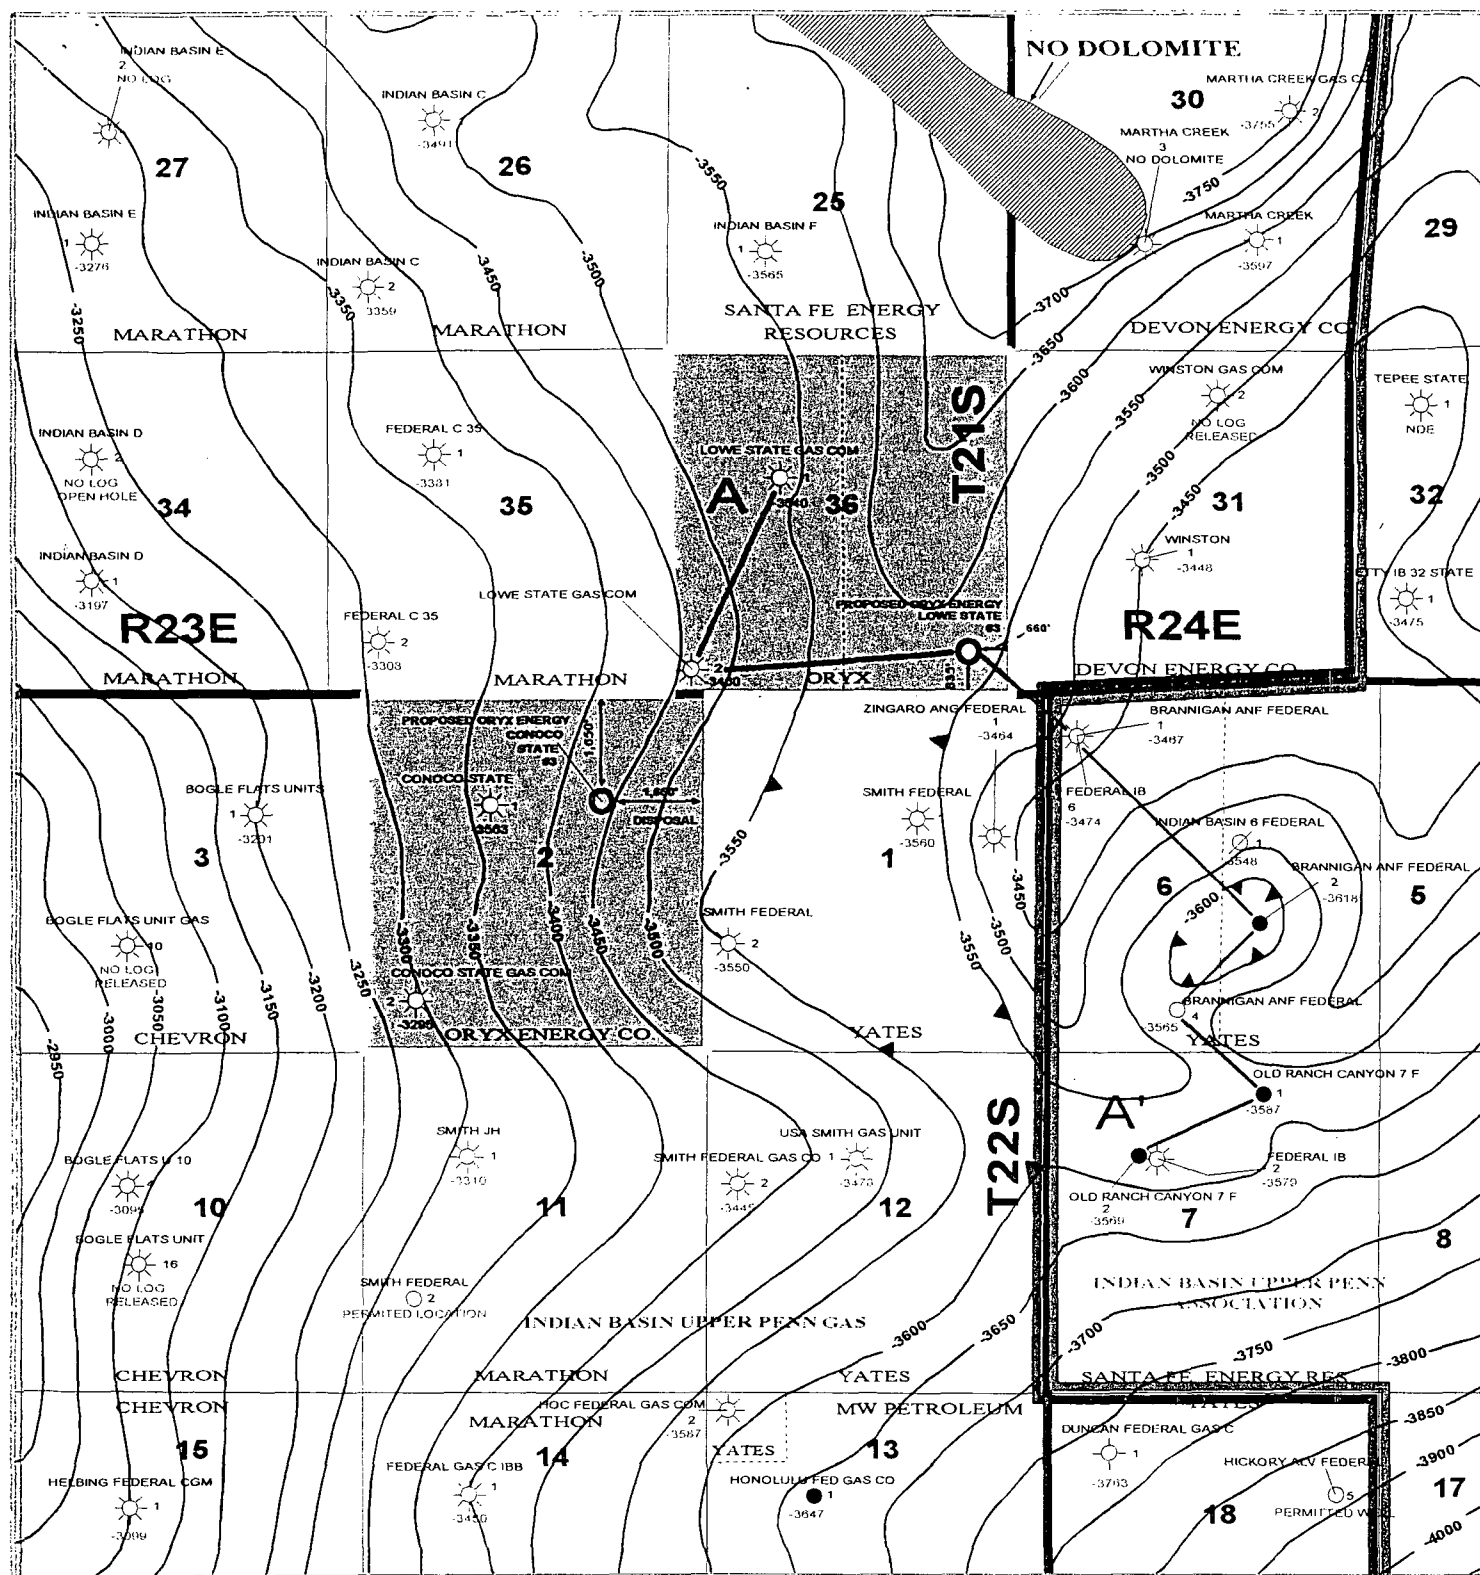 NO DOLOMITE
INDIAN BASIN E
2
NO LOG
27
INDIAN BASIN C
-3491
26
-3550
25
30
MARTHA CREEK GAS C
2
-3755
MARTHA CREEK
3
NO DOLOMITE
-3750
INDIAN BASIN E
1
-3276
INDIAN BASIN C
2
3359
-3450
-3500
INDIAN BASIN F
1
-3565
MARTHA CREEK
1
-3597
29
-3250
-3350
-3700
-3650
-3600
-3550
-3500
-3450
MARATHON
MARATHON
SANTA FE ENERGY
RESOURCES
DEVON ENERGY CO
T21S
WINSTON GAS COM
2
NO LOG
RELEASED
TEPEE STATE
1
NDE
INDIAN BASIN D
2
NO LOG
OPEN HOLE
34
FEDERAL C 35
1
-3381
35
LOWE STATE GAS COM
1
A
36
31
32
INDIAN BASIN D
1
-3197
WINSTON
1
-3448
IB 32 STATE
1
-3475
R23E
LOWE STATE GAS COM
FEDERAL C 35
2
-3308
PROPOSED ORYX ENERGY
LOWE STATE
#3
660'
R24E
2
MARATHON
MARATHON
ORYX
DEVON ENERGY CO
PROPOSED ORYX ENERGY
CONOCO
STATE
#3
ZINGARO ANG FEDERAL
1
-3464
BRANNIGAN ANF FEDERAL
1
-3467
BOGLE FLATS UNITS
1
-3201
CONOCO STATE
1
DISPOSAL
SMITH FEDERAL
-3560
FEDERAL IB
6
-3474
INDIAN BASIN 6 FEDERAL
1
-3548
BRANNIGAN ANF FEDERAL
2
-3618
3
2
1
6
5
-3550
-3450
-3500
-3550
-3600
BOGLE FLATS UNIT GAS
10
NO LOG
RELEASED
SMITH FEDERAL
2
-3550
-3300
-3350
-3400
-3450
-3500
CONOCO STATE GAS COM
2
ORYX ENERGY CO
BRANNIGAN ANF FEDERAL
4
-3565
-2950
-3000
-3050
-3100
-3150
-3200
-3250
CHEVRON
YATES
YATES
T22S
A'
OLD RANCH CANYON 7 F
1
-3587
SMITH JH
1
-3310
USA SMITH GAS UNIT
1
SMITH FEDERAL GAS CO
2
FEDERAL IB
2
-3579
OLD RANCH CANYON 7 F
2
-3569
BOGLE FLATS U 10
-3095
10
11
12
7
8
BOGLE FLATS UNIT
16
NO LOG
RELEASED
SMITH FEDERAL
2
PERMITED LOCATION
INDIAN BASIN UPPER PENN GAS
INDIAN BASIN UPPER PENN
ASSOCIATION
-3600
-3650
-3700
-3750
-3800
CHEVRON
MARATHON
YATES
SANTA FE ENERGY RES
CHEVRON
MARATHON
HOC FEDERAL GAS COM
2
-3587
MW PETROLEUM
YATES
YATES
-3850
-3900
-4000
15
14
13
18
17
DUNCAN FEDERAL GAS C
1
-3763
HELBING FEDERAL CGM
1
-3099
FEDERAL GAS C IBB
1
HONOLULU FED GAS CO
1
-3647
HICKORY ALV FEDERAL
5
PERMITTED WELL